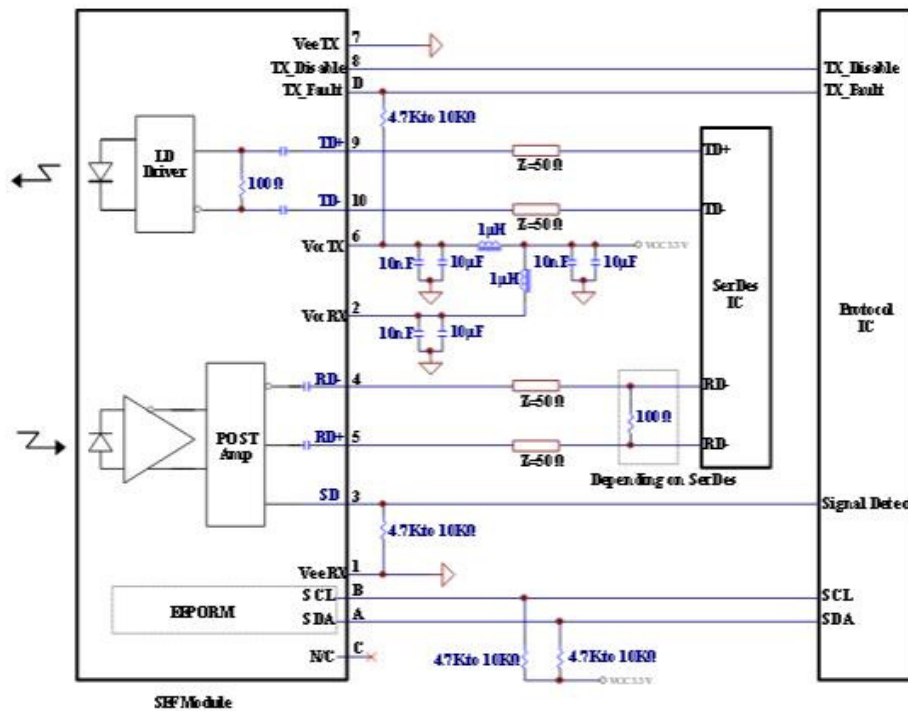 VeeTX 7
TX_Disable 8 TX_Disable
TX_Fault D TX_Fault
4.7K to 10KΩ
LD
Driver
100Ω
TD+ 9 TD+
Z=50Ω
TD- 10 TD-
Z=50Ω
VccTX 6
1μH
VCC3.3V
10nF 10μF
1μH
10nF 10μF
VccRX 2
10nF 10μF
SerDes
IC
Protocol
IC
RD- 4 RD-
Z=50Ω
100Ω
POST
Amp
RD+ 5 RD-
Z=50Ω
Depending on SerDes
SD 3 Signal Detect
4.7K to 10KΩ
VeeRX 1
SCL B SCL
EEPORM
SDA A SDA
N/C C
4.7K to 10KΩ 4.7K to 10KΩ
VCC3.3V
SFF Module